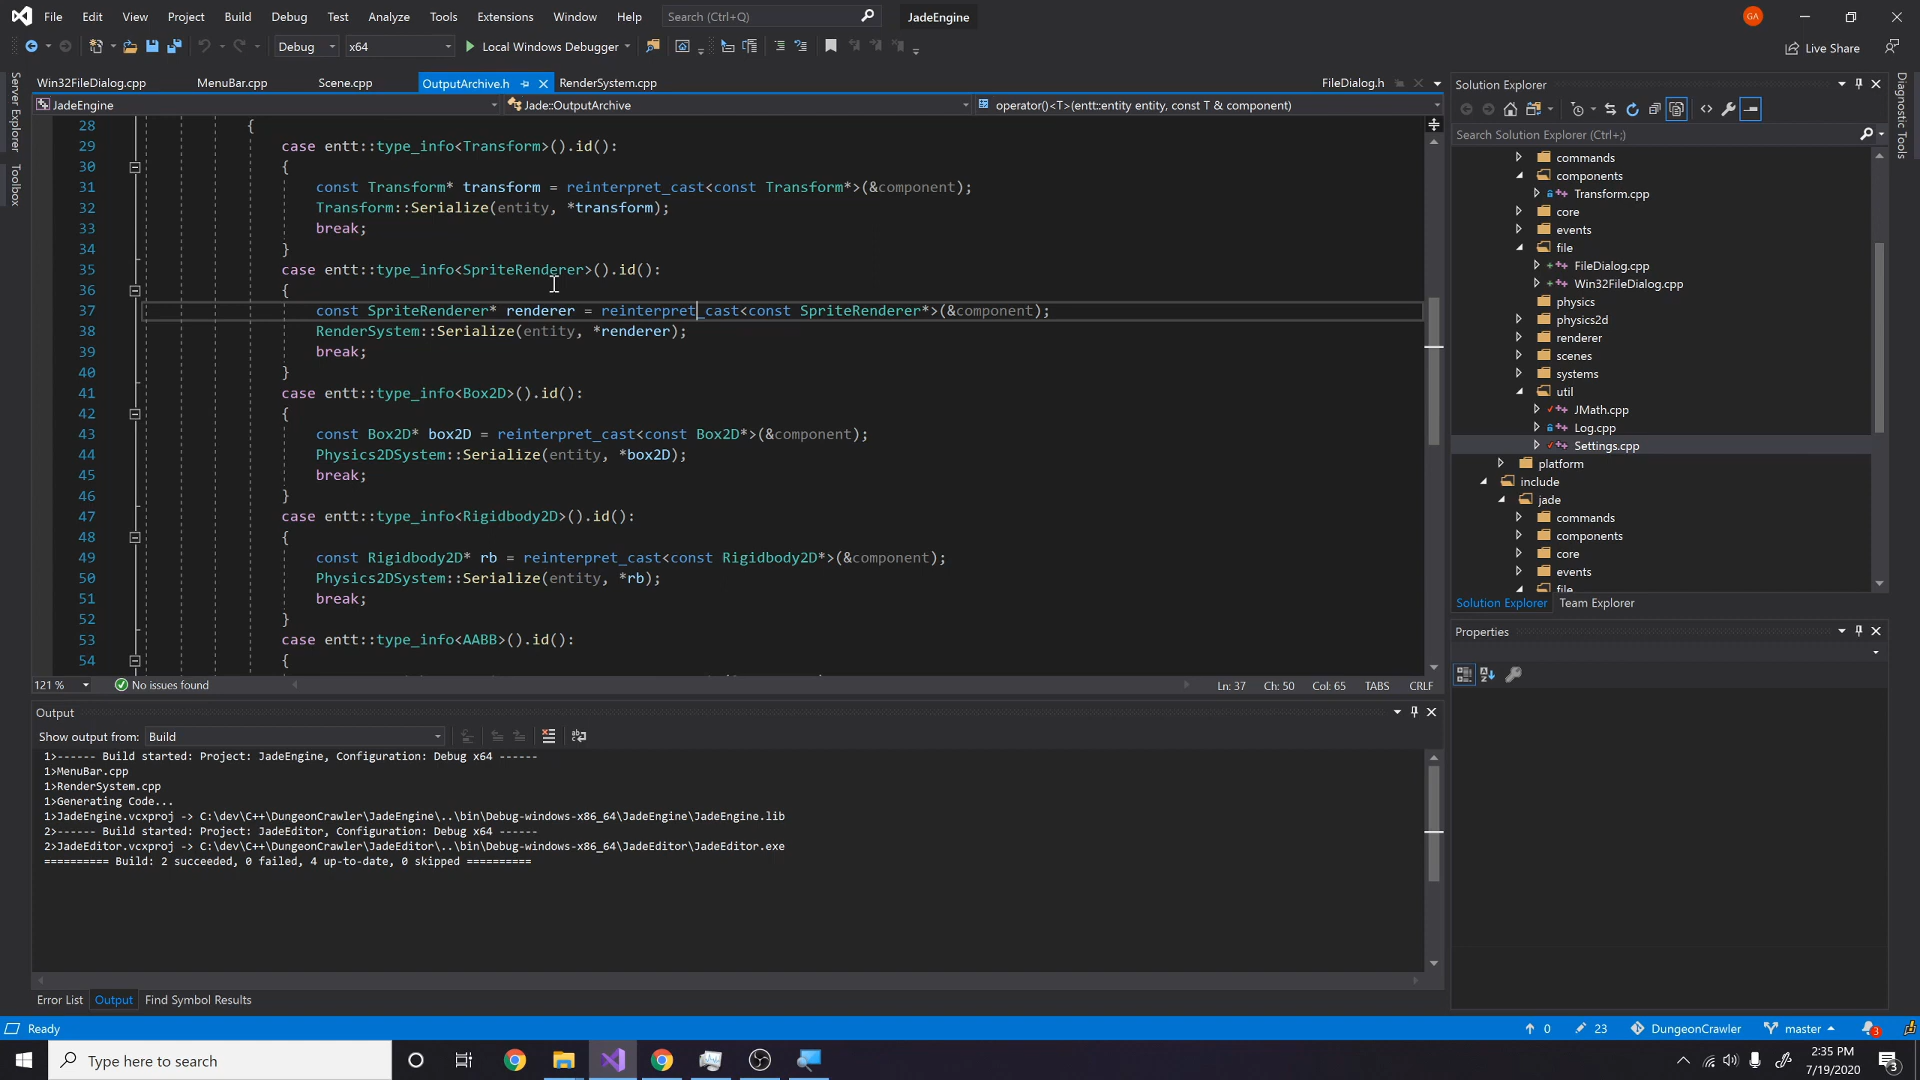 File Edit View Project Build Debug Test Analyze Tools Extensions Window Help Search (Ctrl+Q) JadeEngine GA
Debug x64 Local Windows Debugger Live Share
Win32FileDialog.cpp MenuBar.cpp Scene.cpp OutputArchive.h RenderSystem.cpp FileDialog.h
JadeEngine Jade::OutputArchive operator()<T>(entt::entity entity, const T & component)
28 {
29 case entt::type_info<Transform>().id():
30 {
31 const Transform* transform = reinterpret_cast<const Transform*>(&component);
32 Transform::Serialize(entity, *transform);
33 break;
34 }
35 case entt::type_info<SpriteRenderer>().id():
36 {
37 const SpriteRenderer* renderer = reinterpret_cast<const SpriteRenderer*>(&component);
38 RenderSystem::Serialize(entity, *renderer);
39 break;
40 }
41 case entt::type_info<Box2D>().id():
42 {
43 const Box2D* box2D = reinterpret_cast<const Box2D*>(&component);
44 Physics2DSystem::Serialize(entity, *box2D);
45 break;
46 }
47 case entt::type_info<Rigidbody2D>().id():
48 {
49 const Rigidbody2D* rb = reinterpret_cast<const Rigidbody2D*>(&component);
50 Physics2DSystem::Serialize(entity, *rb);
51 break;
52 }
53 case entt::type_info<AABB>().id():
54 {
121 % No issues found Ln: 37 Ch: 50 Col: 65 TABS CRLF
Output
Show output from: Build
1>------ Build started: Project: JadeEngine, Configuration: Debug x64 ------
1>MenuBar.cpp
1>RenderSystem.cpp
1>Generating Code...
1>JadeEngine.vcxproj -> C:\dev\C++\DungeonCrawler\JadeEngine\..\bin\Debug-windows-x86_64\JadeEngine\JadeEngine.lib
2>------ Build started: Project: JadeEditor, Configuration: Debug x64 ------
2>JadeEditor.vcxproj -> C:\dev\C++\DungeonCrawler\JadeEditor\..\bin\Debug-windows-x86_64\JadeEditor\JadeEditor.exe
========== Build: 2 succeeded, 0 failed, 4 up-to-date, 0 skipped ==========
Error List Output Find Symbol Results
Server Explorer
Toolbox
Solution Explorer
Search Solution Explorer (Ctrl+;)
commands
components
Transform.cpp
core
events
file
FileDialog.cpp
Win32FileDialog.cpp
physics
physics2d
renderer
scenes
systems
util
JMath.cpp
Log.cpp
Settings.cpp
platform
include
jade
commands
components
core
events
file
Solution Explorer Team Explorer
Properties
Diagnostic Tools
Ready 0 23 DungeonCrawler master 3
Type here to search
2:35 PM
7/19/2020
3